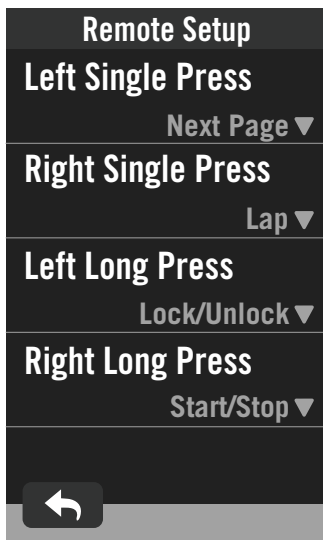 Remote Setup
Left Single Press
Next Page
Right Single Press
Lap
Left Long Press
Lock/Unlock
Right Long Press
Start/Stop